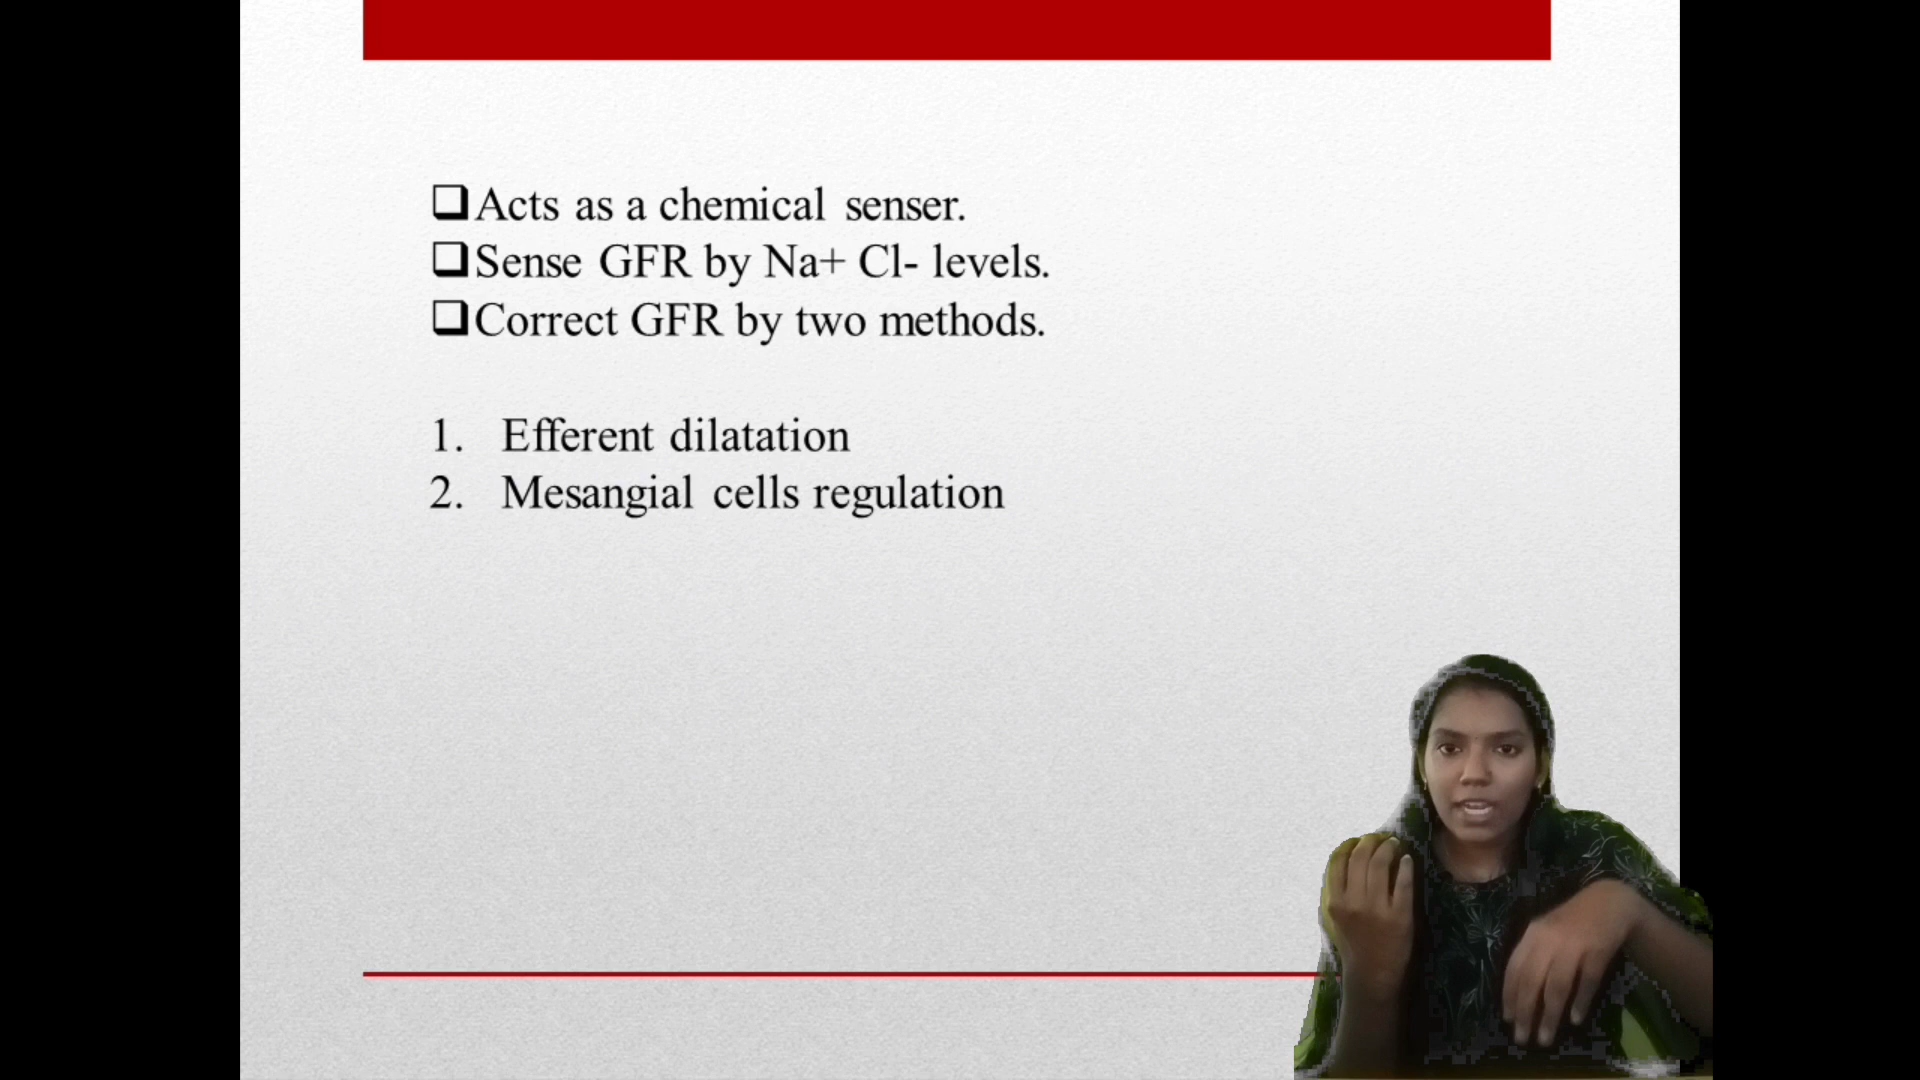 Acts as a chemical senser.
Sense GFR by Na+ Cl- levels.
Correct GFR by two methods.
1. Efferent dilatation
2. Mesangial cells regulation